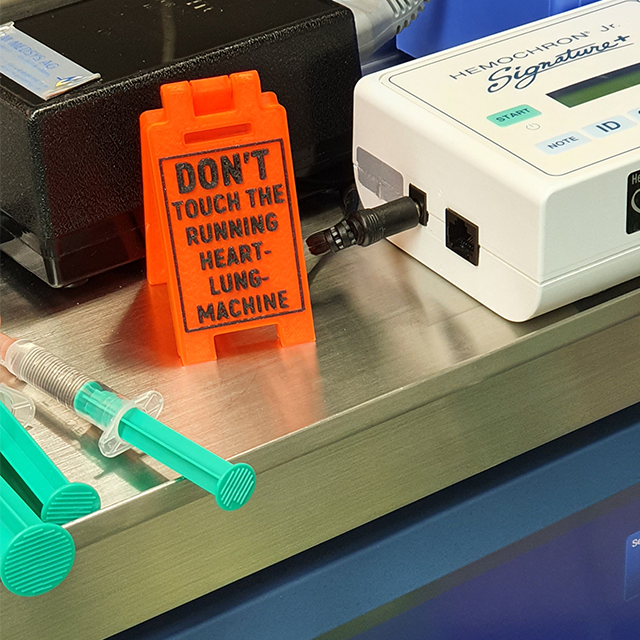 DON'T
TOUCH THE
RUNNING
HEART-
LUNG-
MACHINE
HEMOCHRON® Jr.
Signature+
START
NOTE
ID